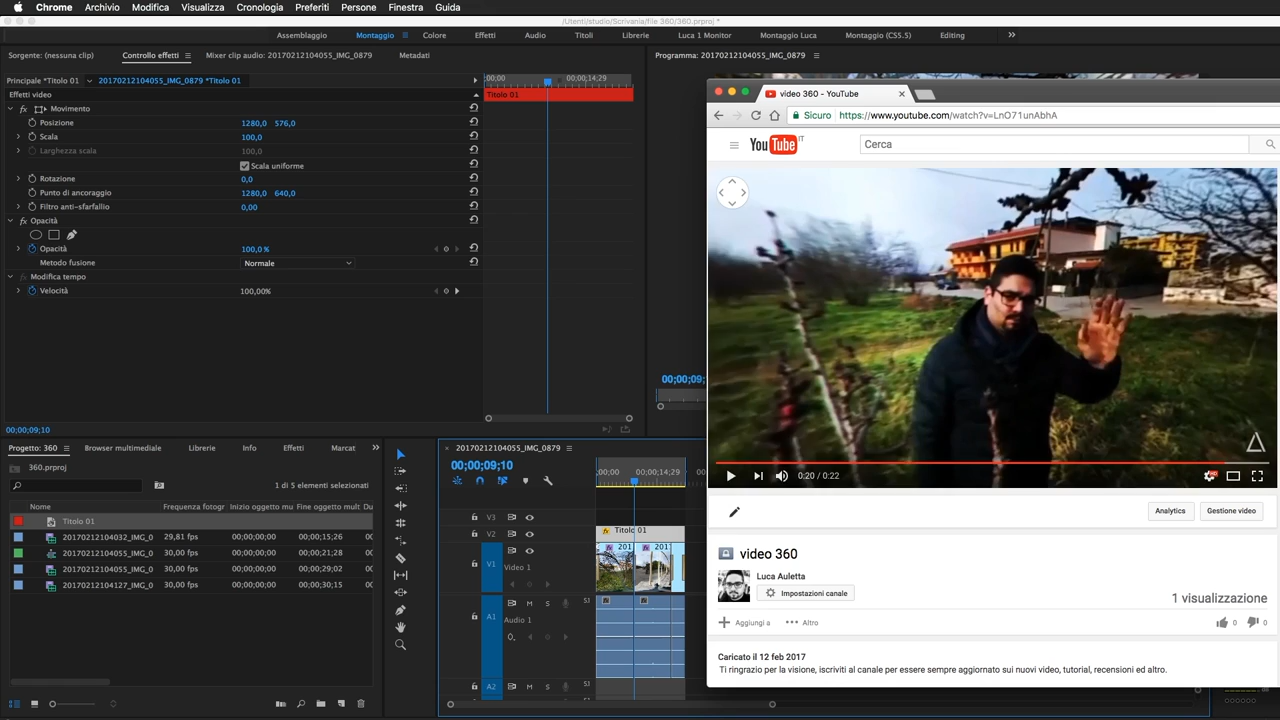 Chrome Archivio Modifica Visualizza Cronologia Preferiti Persone Finestra Guida
/Utenti/studio/Scrivania/file 360/360.prproj *
Assemblaggio Montaggio Colore Effetti Audio Titoli Librerie Luca 1 Monitor Montaggio Luca Montaggio (CS5.5) Editing
Sorgente: (nessuna clip) Controllo effetti Mixer clip audio: 20170212104055_IMG_0879 Metadati
Programma: 20170212104055_IMG_0879
Principale *Titolo 01 20170212104055_IMG_0879 *Titolo 01
;00;00 00;00;14;29
Effetti video
Titolo 01
Movimento
Posizione 1280,0 576,0
Scala 100,0
Larghezza scala 100,0
Scala uniforme
Rotazione 0,0
Punto di ancoraggio 1280,0 640,0
Filtro anti-sfarfallio 0,00
Opacità
Opacità 100,0 %
Metodo fusione Normale
Modifica tempo
Velocità 100,00%
00;00;09;10
video 360 - YouTube
Sicuro https://www.youtube.com/watch?v=LnO71unAbhA
YouTube IT
Cerca
00;00;09;
0:20 / 0:22
HD
Analytics Gestione video
video 360
Luca Auletta
Impostazioni canale
1 visualizzazione
Aggiungi a Altro 0 0
Caricato il 12 feb 2017
Ti ringrazio per la visione, iscriviti al canale per essere sempre aggiornato sui nuovi video, tutorial, recensioni ed altro.
Progetto: 360 Browser multimediale Librerie Info Effetti Marcat
360.prproj
1 di 5 elementi selezionati
Nome Frequenza fotogr Inizio oggetto mu Fine oggetto mult Du
Titolo 01
20170212104032_IMG_0 29,81 fps 00;00;00;00 00;00;15;26
20170212104055_IMG_0 30,00 fps 00;00;00;00 00;00;21;28
20170212104055_IMG_0 30,00 fps 00;00;00;00 00;00;29;02
20170212104127_IMG_0 30,00 fps 00;00;00;00 00;00;30;15
20170212104055_IMG_0879
00;00;09;10
;00;00 00;00;14;29 00;
V3
V2 Titolo 01
V1 Video 1
201 201
A1 M S
Audio 1
A2 M S